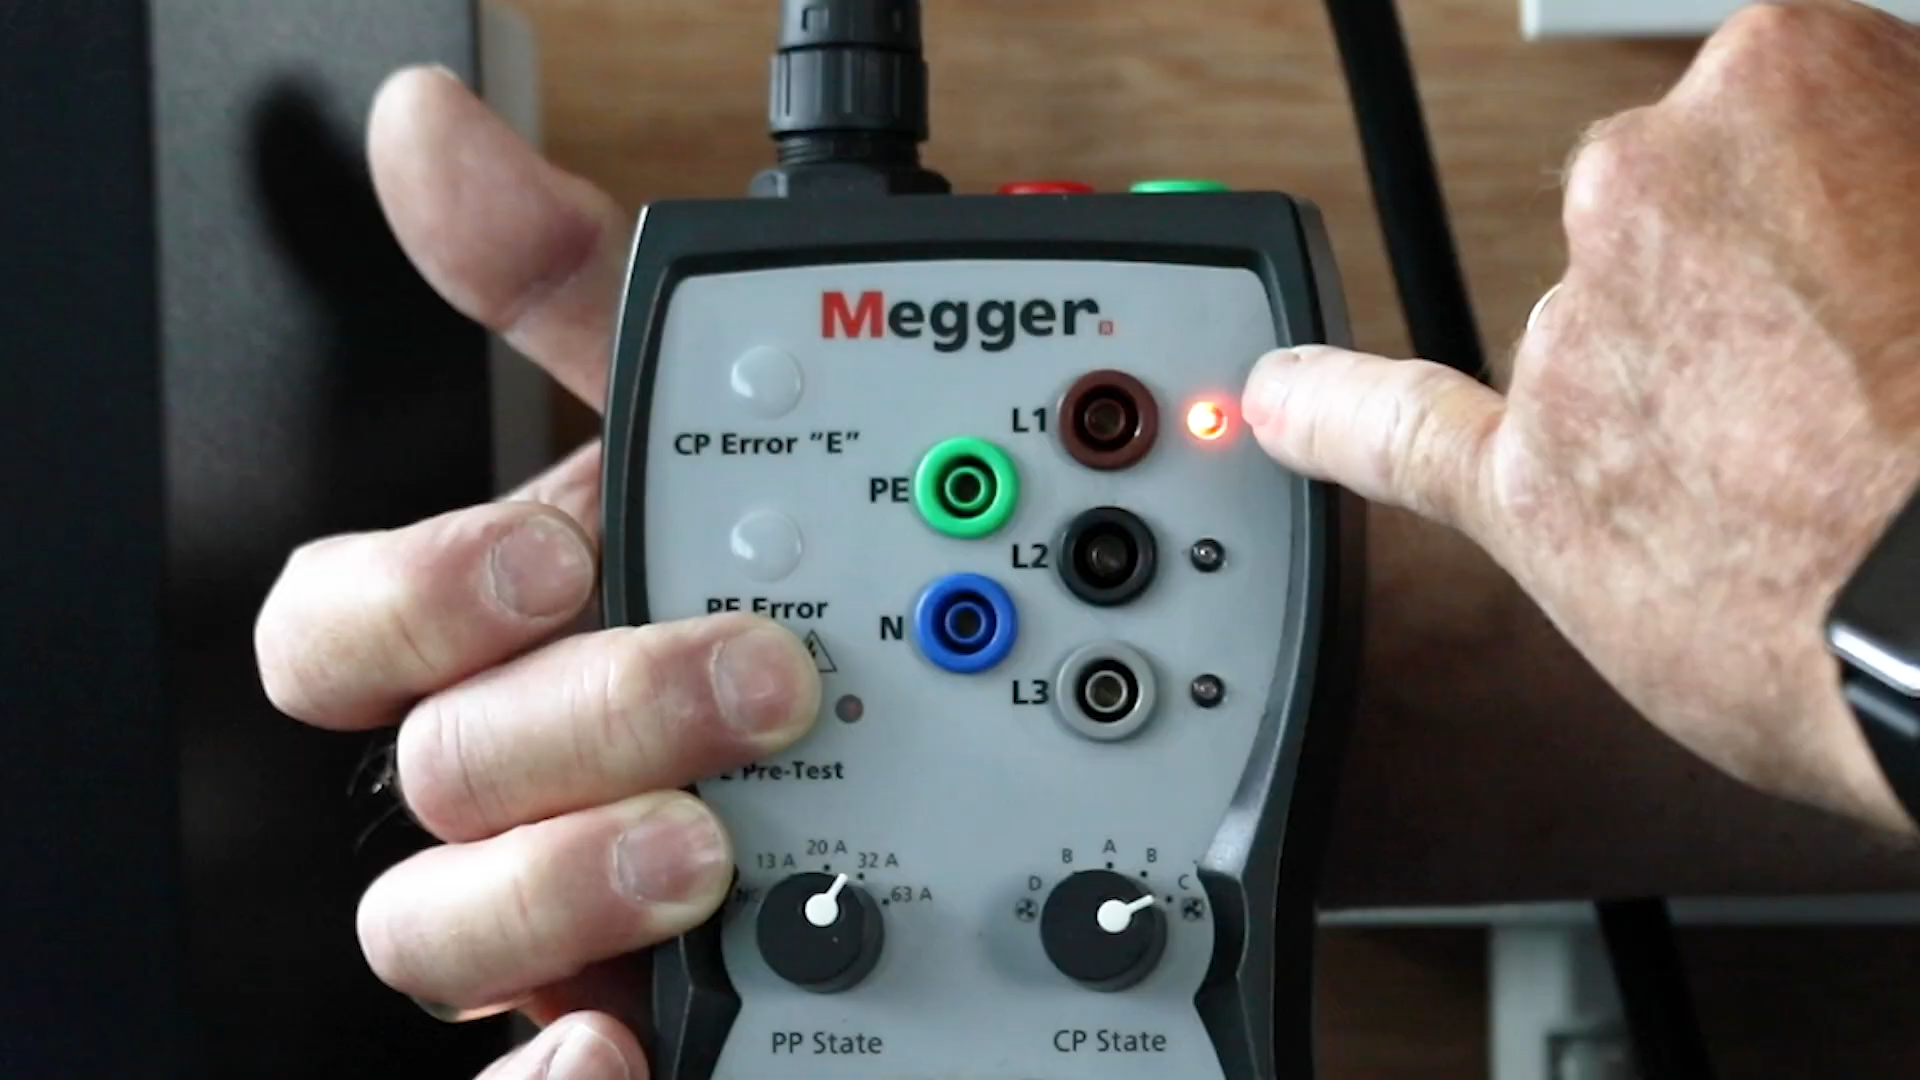 Megger
CP Error "E"
L1
PE
L2
PE Error
N
L3
Pre-Test
13 A
20 A
32 A
63 A
NC
PP State
D
B
A
B
C
CP State